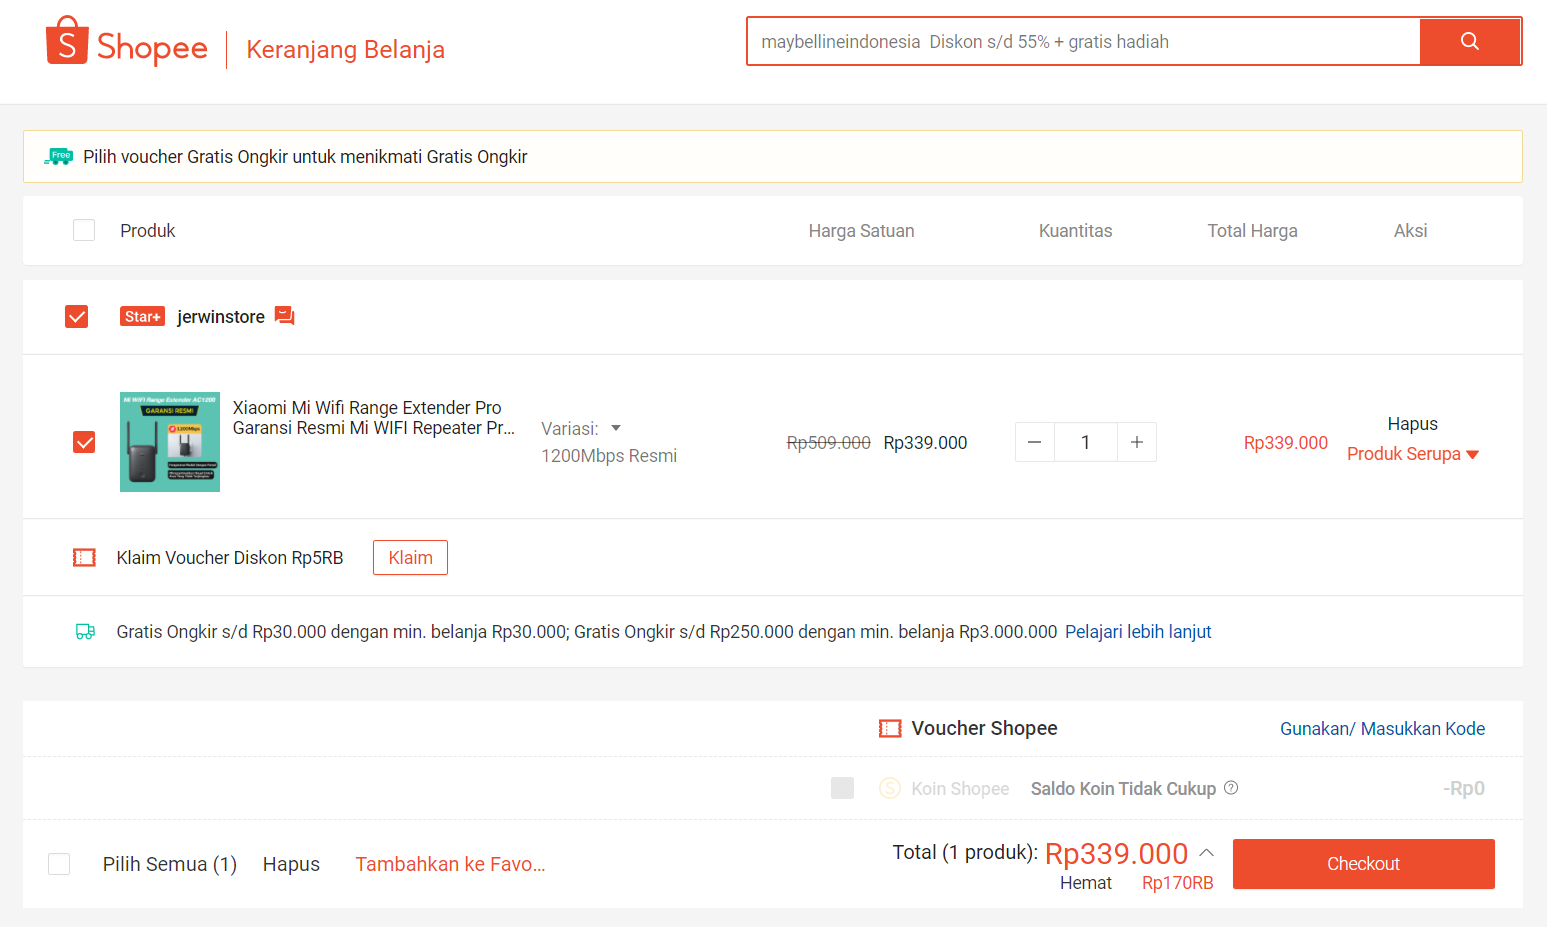 Shopee
Keranjang Belanja
maybellineindonesia Diskon s/d 55% + gratis hadiah
Free
Pilih voucher Gratis Ongkir untuk menikmati Gratis Ongkir
Produk
Harga Satuan
Kuantitas
Total Harga
Aksi
Star+
jerwinstore
Mi WIFI Range Extender AC1200
GARANSI RESMI
1200Mbps
Xiaomi Mi Wifi Range Extender Pro
Garansi Resmi Mi WIFI Repeater Pr...
Variasi:
1200Mbps Resmi
Rp509.000 Rp339.000
1
Rp339.000
Hapus
Produk Serupa
Klaim Voucher Diskon Rp5RB
Klaim
Gratis Ongkir s/d Rp30.000 dengan min. belanja Rp30.000; Gratis Ongkir s/d Rp250.000 dengan min. belanja Rp3.000.000 Pelajari lebih lanjut
Voucher Shopee
Gunakan/ Masukkan Kode
Koin Shopee
Saldo Koin Tidak Cukup
-Rp0
Pilih Semua (1)
Hapus
Tambahkan ke Favo...
Total (1 produk): Rp339.000
Hemat Rp170RB
Checkout